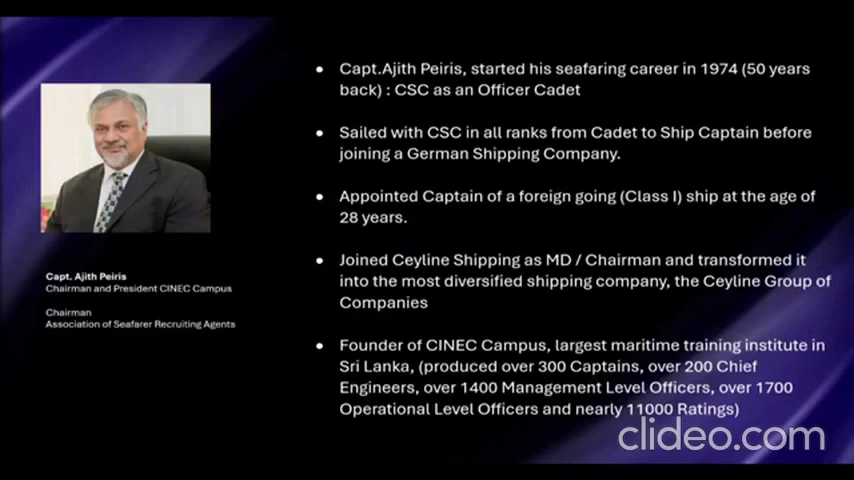 Capt. Ajith Peiris
Chairman and President CINEC Campus
Chairman
Association of Seafarer Recruiting Agents
● Capt.Ajith Peiris, started his seafaring career in 1974 (50 years
back) : CSC as an Officer Cadet
● Sailed with CSC in all ranks from Cadet to Ship Captain before
joining a German Shipping Company.
● Appointed Captain of a foreign going (Class I) ship at the age of
28 years.
● Joined Ceyline Shipping as MD / Chairman and transformed it
into the most diversified shipping company, the Ceyline Group of
Companies
● Founder of CINEC Campus, largest maritime training institute in
Sri Lanka, (produced over 300 Captains, over 200 Chief
Engineers, over 1400 Management Level Officers, over 1700
Operational Level Officers and nearly 11000 Ratings)
clideo.com